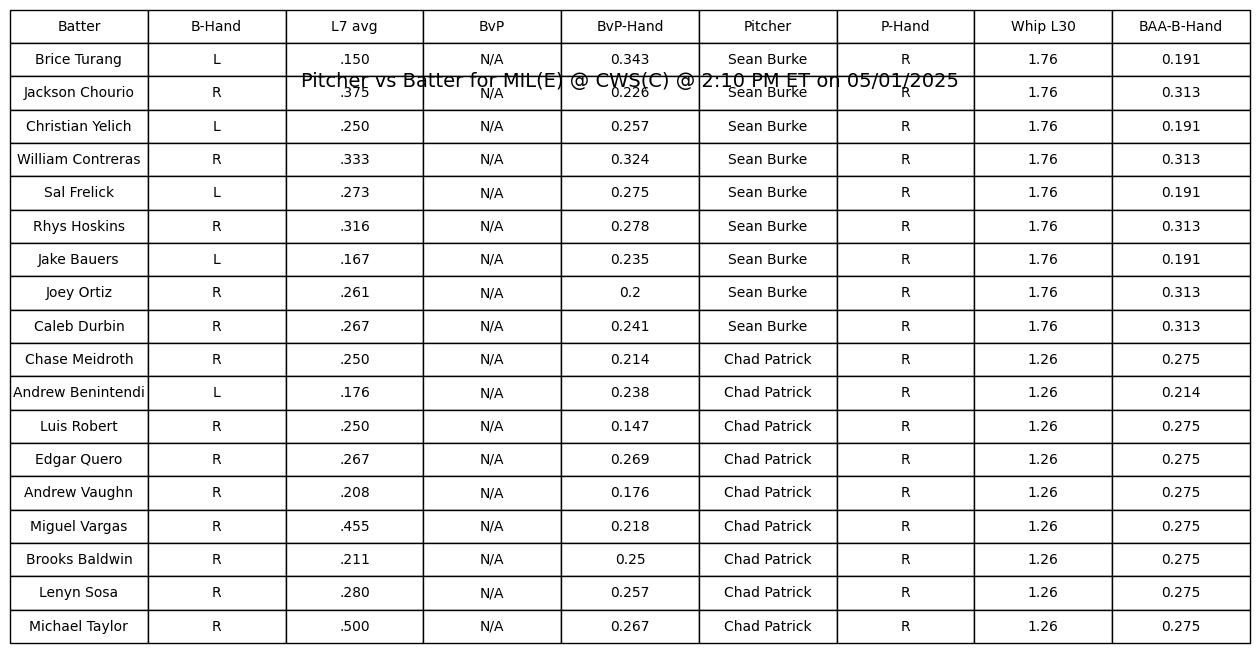 Batter B-Hand L7 avg BvP BvP-Hand Pitcher P-Hand Whip L30 BAA-B-Hand
Brice Turang L .150 N/A 0.343 Sean Burke R 1.76 0.191
Pitcher vs Batter for MIL(E) @ CWS(C) @ 2:10 PM ET on 05/01/2025
Jackson Chourio R .375 N/A 0.226 Sean Burke R 1.76 0.313
Christian Yelich L .250 N/A 0.257 Sean Burke R 1.76 0.191
William Contreras R .333 N/A 0.324 Sean Burke R 1.76 0.313
Sal Frelick L .273 N/A 0.275 Sean Burke R 1.76 0.191
Rhys Hoskins R .316 N/A 0.278 Sean Burke R 1.76 0.313
Jake Bauers L .167 N/A 0.235 Sean Burke R 1.76 0.191
Joey Ortiz R .261 N/A 0.2 Sean Burke R 1.76 0.313
Caleb Durbin R .267 N/A 0.241 Sean Burke R 1.76 0.313
Chase Meidroth R .250 N/A 0.214 Chad Patrick R 1.26 0.275
Andrew Benintendi L .176 N/A 0.238 Chad Patrick R 1.26 0.214
Luis Robert R .250 N/A 0.147 Chad Patrick R 1.26 0.275
Edgar Quero R .267 N/A 0.269 Chad Patrick R 1.26 0.275
Andrew Vaughn R .208 N/A 0.176 Chad Patrick R 1.26 0.275
Miguel Vargas R .455 N/A 0.218 Chad Patrick R 1.26 0.275
Brooks Baldwin R .211 N/A 0.25 Chad Patrick R 1.26 0.275
Lenyn Sosa R .280 N/A 0.257 Chad Patrick R 1.26 0.275
Michael Taylor R .500 N/A 0.267 Chad Patrick R 1.26 0.275